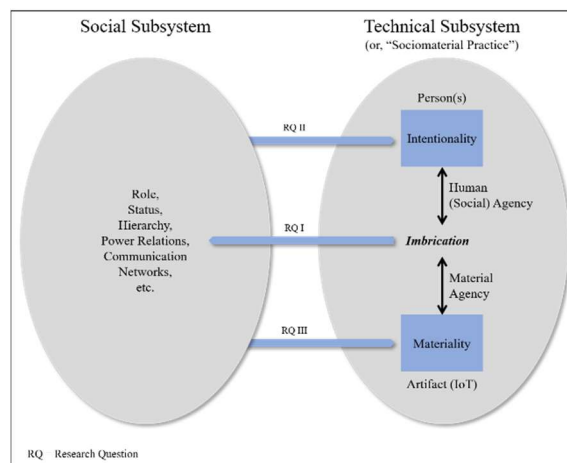 Social Subsystem
Technical Subsystem
(or, “Sociomaterial Practice”)
Person(s)
RQ II
Intentionality
Role,
Status,
Hierarchy,
Power Relations,
Communication
Networks,
etc.
Human
(Social) Agency
RQ I
Imbrication
Material
Agency
RQ III
Materiality
Artifact (IoT)
RQ Research Question